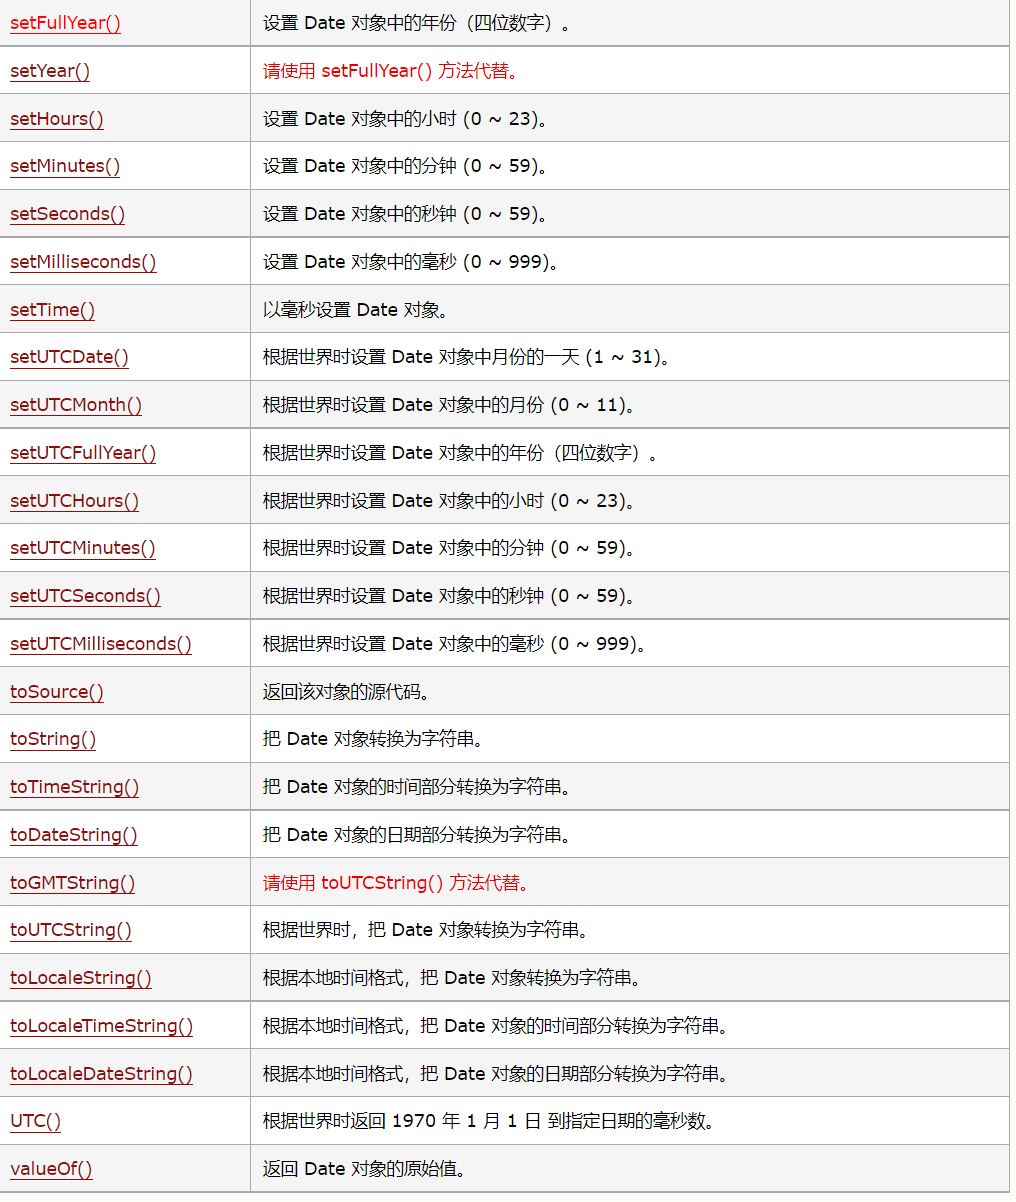 setFullYear() 设置 Date 对象中的年份（四位数字）。
setYear() 请使用 setFullYear() 方法代替。
setHours() 设置 Date 对象中的小时 (0 ~ 23)。
setMinutes() 设置 Date 对象中的分钟 (0 ~ 59)。
setSeconds() 设置 Date 对象中的秒钟 (0 ~ 59)。
setMilliseconds() 设置 Date 对象中的毫秒 (0 ~ 999)。
setTime() 以毫秒设置 Date 对象。
setUTCDate() 根据世界时设置 Date 对象中月份的一天 (1 ~ 31)。
setUTCMonth() 根据世界时设置 Date 对象中的月份 (0 ~ 11)。
setUTCFullYear() 根据世界时设置 Date 对象中的年份（四位数字）。
setUTCHours() 根据世界时设置 Date 对象中的小时 (0 ~ 23)。
setUTCMinutes() 根据世界时设置 Date 对象中的分钟 (0 ~ 59)。
setUTCSeconds() 根据世界时设置 Date 对象中的秒钟 (0 ~ 59)。
setUTCMilliseconds() 根据世界时设置 Date 对象中的毫秒 (0 ~ 999)。
toSource() 返回该对象的源代码。
toString() 把 Date 对象转换为字符串。
toTimeString() 把 Date 对象的时间部分转换为字符串。
toDateString() 把 Date 对象的日期部分转换为字符串。
toGMTString() 请使用 toUTCString() 方法代替。
toUTCString() 根据世界时，把 Date 对象转换为字符串。
toLocaleString() 根据本地时间格式，把 Date 对象转换为字符串。
toLocaleTimeString() 根据本地时间格式，把 Date 对象的时间部分转换为字符串。
toLocaleDateString() 根据本地时间格式，把 Date 对象的日期部分转换为字符串。
UTC() 根据世界时返回 1970 年 1 月 1 日 到指定日期的毫秒数。
valueOf() 返回 Date 对象的原始值。